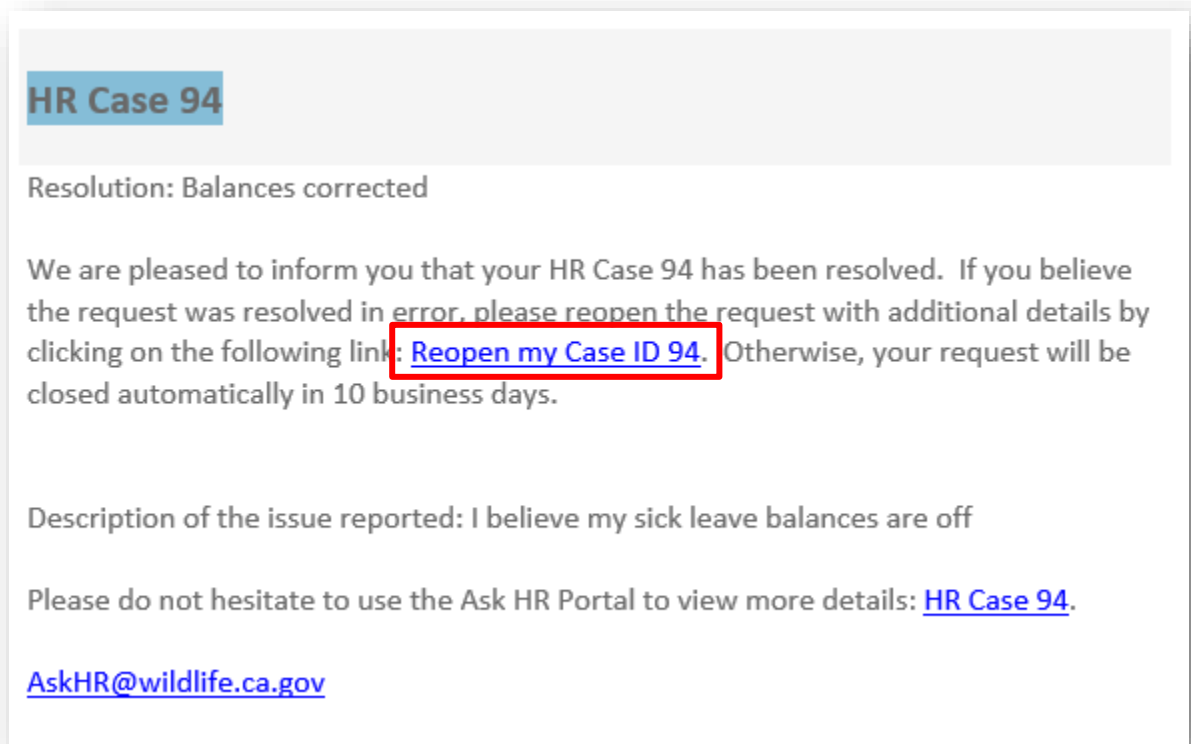 HR Case 94
Resolution: Balances corrected
We are pleased to inform you that your HR Case 94 has been resolved.  If you believe
the request was resolved in error, please reopen the request with additional details by
clicking on the following link: Reopen my Case ID 94.  Otherwise, your request will be
closed automatically in 10 business days.
Description of the issue reported: I believe my sick leave balances are off
Please do not hesitate to use the Ask HR Portal to view more details: HR Case 94.
AskHR@wildlife.ca.gov